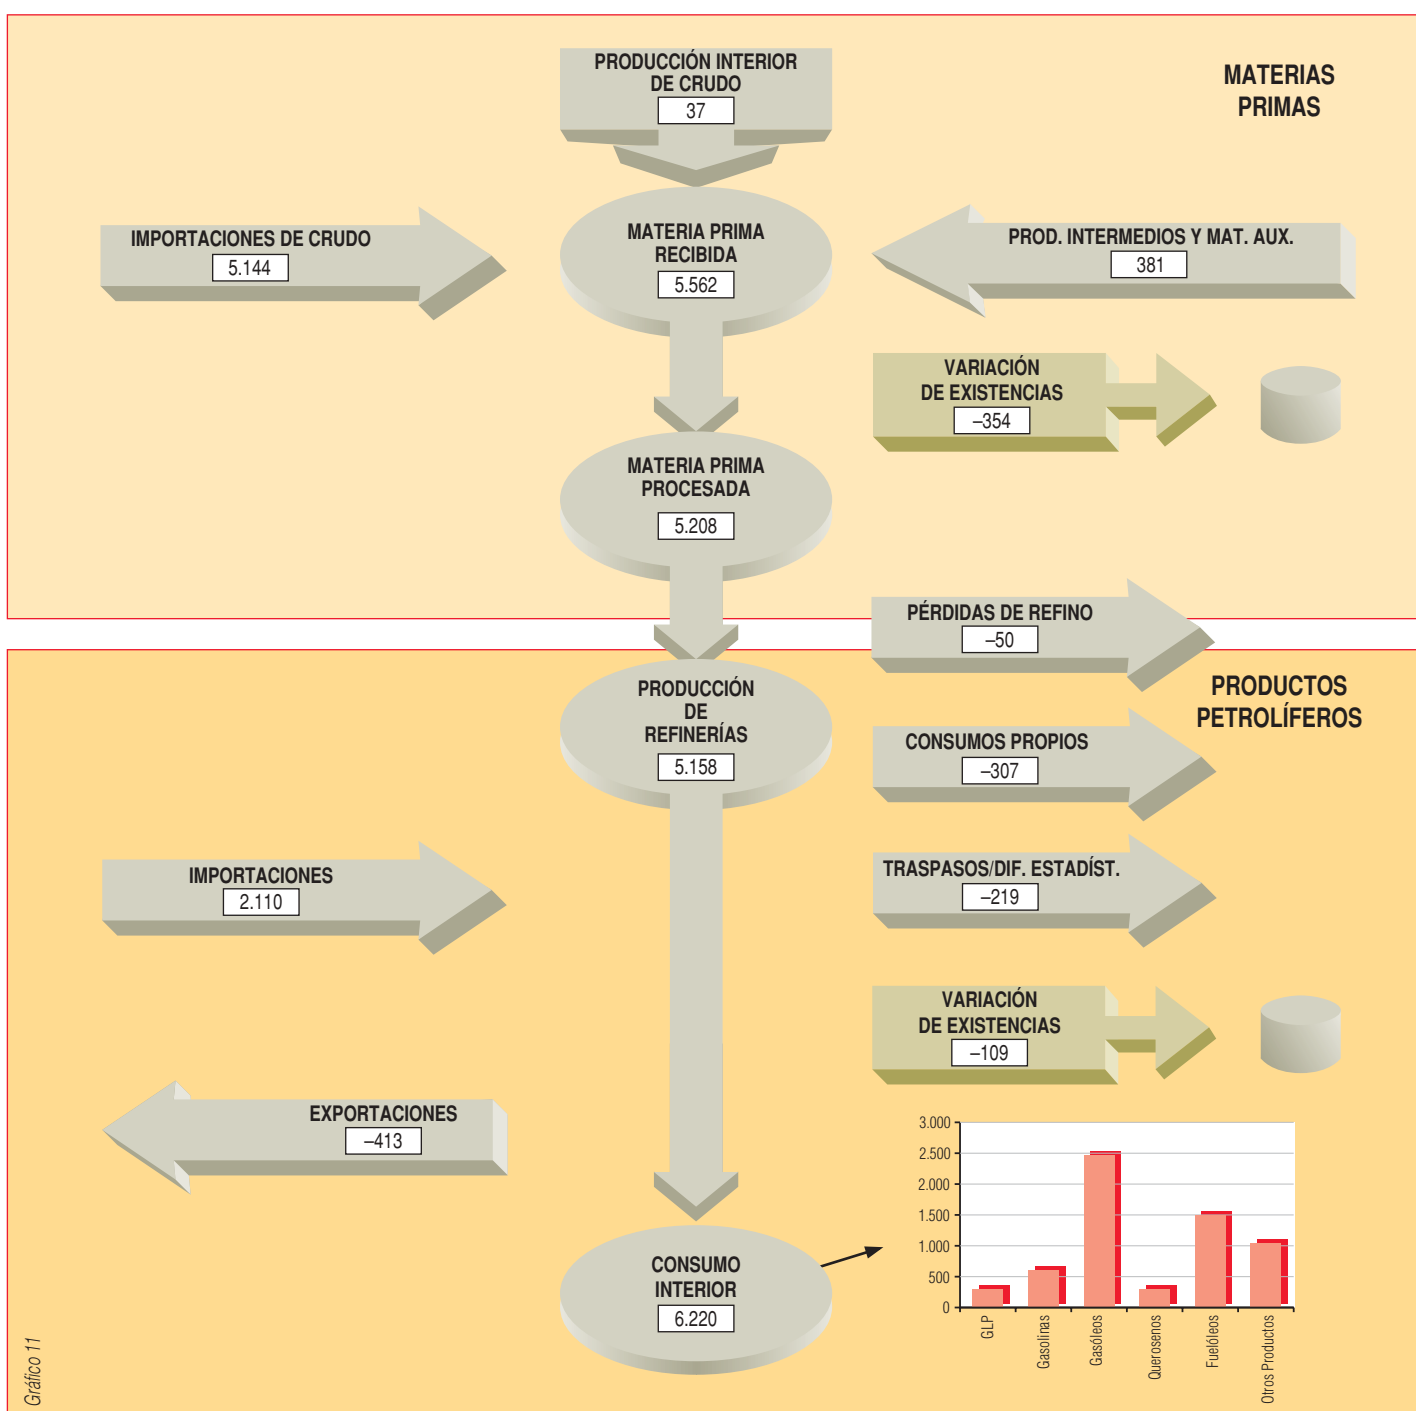 PRODUCCIÓN INTERIOR
DE CRUDO
37
MATERIAS
PRIMAS
IMPORTACIONES DE CRUDO
5.144
MATERIA PRIMA
RECIBIDA
5.562
PROD. INTERMEDIOS Y MAT. AUX.
381
VARIACIÓN
DE EXISTENCIAS
–354
MATERIA PRIMA
PROCESADA
5.208
PÉRDIDAS DE REFINO
–50
PRODUCTOS
PETROLÍFEROS
PRODUCCIÓN
DE
REFINERÍAS
5.158
CONSUMOS PROPIOS
–307
IMPORTACIONES
2.110
TRASPASOS/DIF. ESTADÍST.
–219
VARIACIÓN
DE EXISTENCIAS
–109
EXPORTACIONES
–413
CONSUMO
INTERIOR
6.220
3.000
2.500
2.000
1.500
1.000
500
0
GLP
Gasolinas
Gasóleos
Querosenos
Fuelóleos
Otros Productos
Gráfico 11